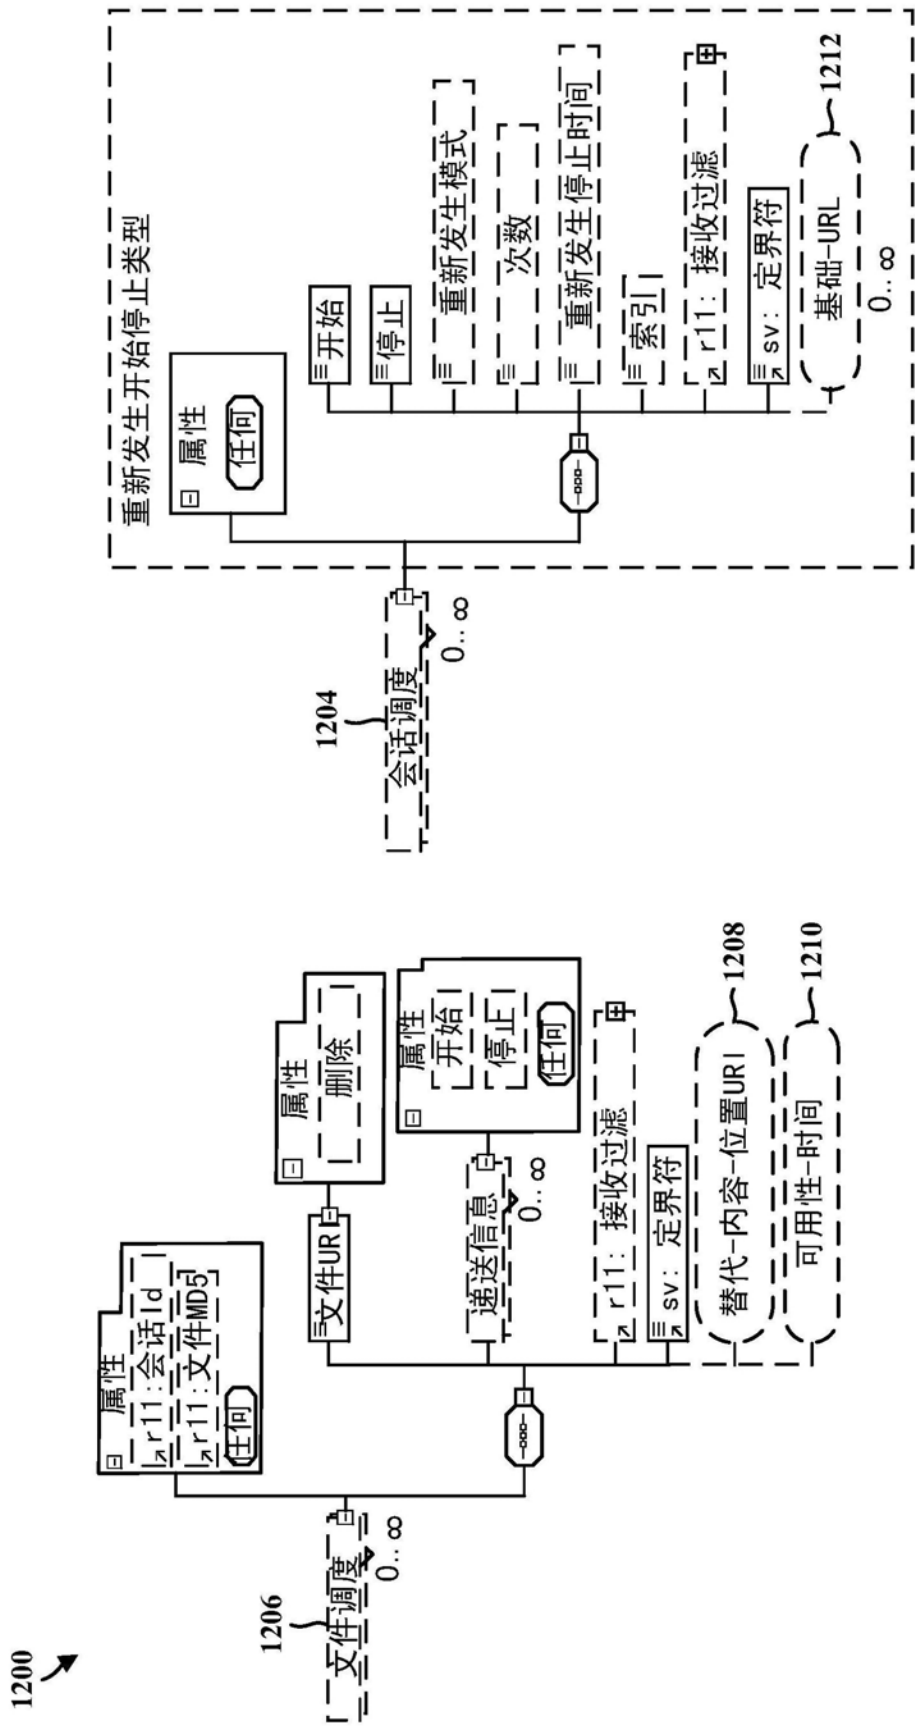 1200
1206
文件调度
0..∞
属性
r11:会话Id
r11:文件MD5
任何
文件UR
属性
删除
递送信息
0..∞
属性
开始
停止
任何
r11: 接收过滤
sv: 定界符
替代-内容-位置URI
1208
可用性-时间
1210
1204
会话调度
0..∞
重新发生开始停止类型
属性
任何
开始
停止
重新发生模式
次数
重新发生停止时间
索引
r11: 接收过滤
sv: 定界符
基础-URL
1212
0..∞